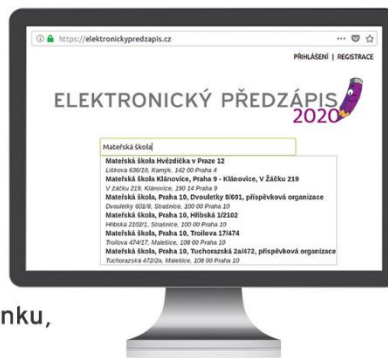 https://elektronickypredzapis.cz
PŘIHLÁŠENÍ | REGISTRACE
ELEKTRONICKÝ PŘEDZÁPIS
2020
Mateřská škola
Mateřská škola Hvězdička v Praze 12
Liškova 636/10, Kamýk, 142 00 Praha 4
Mateřská škola Klánovice, Praha 9 - Klánovice, V Žáčku 219
V žáčku 219, Klánovice, 190 14 Praha 9
Mateřská škola, Praha 10, Dvouletky 8/601, příspěvková organizace
Dvouletky 601/8, Strašnice, 100 00 Praha 10
Mateřská škola, Praha 10, Hřibská 1/2102
Hřibská 2102/1, Strašnice, 100 00 Praha 10
Mateřská škola, Praha 10, Troilova 17/474
Troilova 474/17, Malešice, 108 00 Praha 10
Mateřská škola, Praha 10, Tuchorazská 2a/472, příspěvková organizace
Tuchorazská 472/2a, Malešice, 108 00 Praha 10
nku,